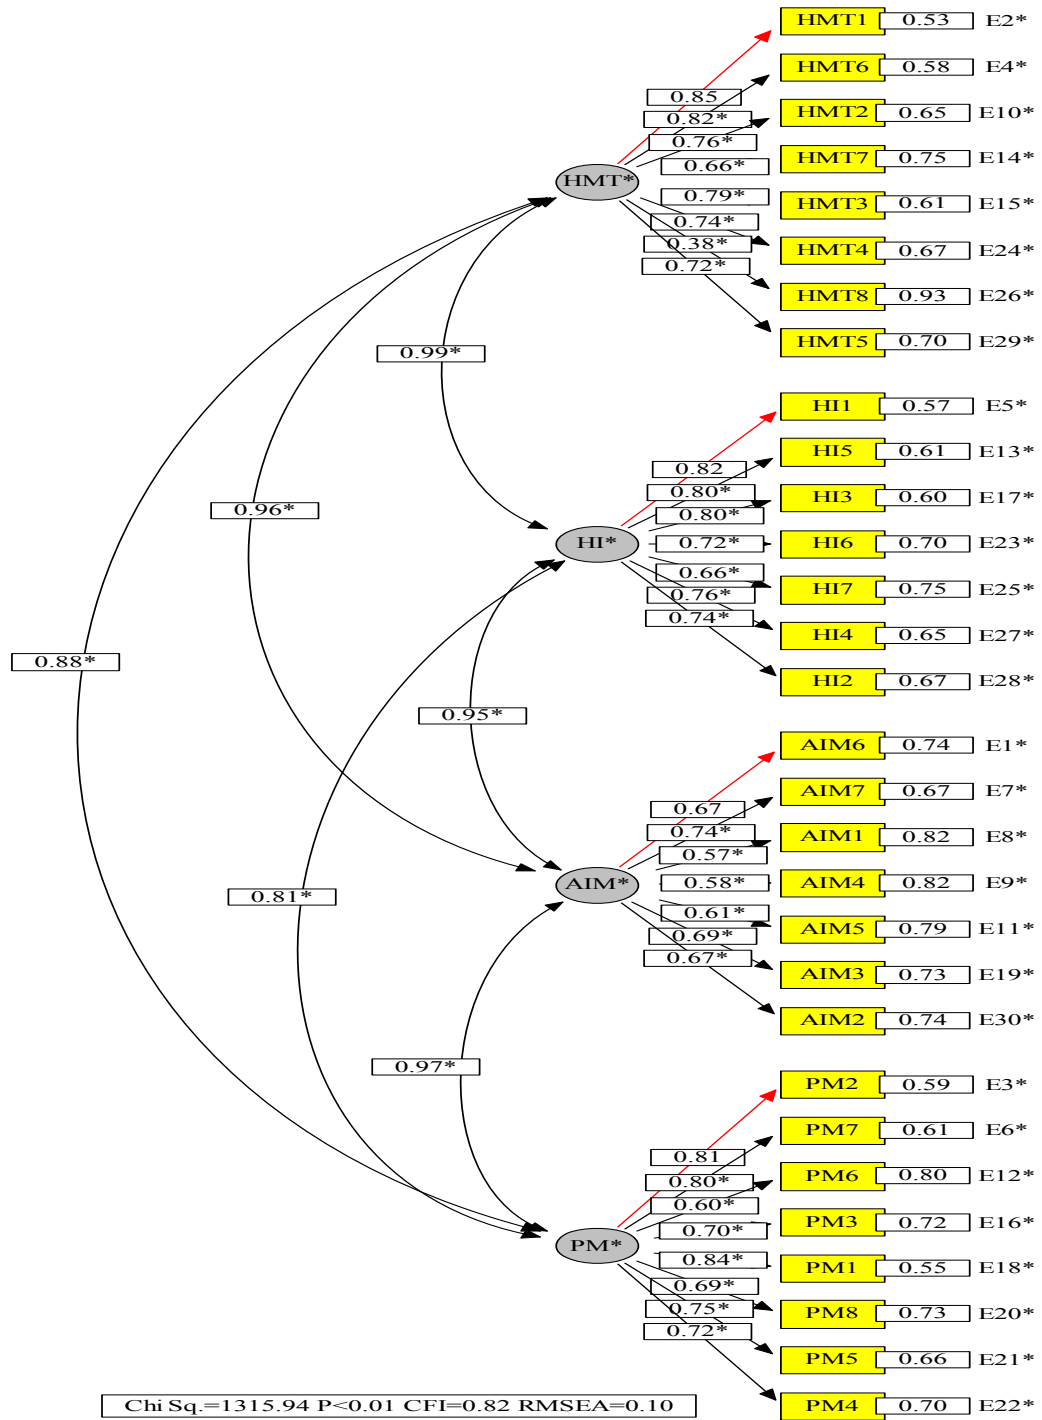 HMT1 0.53 E2*
HMT6 0.58 E4*
0.85
HMT2 0.65 E10*
0.82*
0.76*
HMT7 0.75 E14*
0.66*
HMT*
0.79*
HMT3 0.61 E15*
0.74*
0.38*
HMT4 0.67 E24*
0.72*
HMT8 0.93 E26*
HMT5 0.70 E29*
0.99*
HI1 0.57 E5*
HI5 0.61 E13*
0.82
0.80*
HI3 0.60 E17*
0.96*
0.80*
HI*
0.72*
HI6 0.70 E23*
0.66*
HI7 0.75 E25*
0.76*
0.74*
HI4 0.65 E27*
0.88*
HI2 0.67 E28*
0.95*
AIM6 0.74 E1*
AIM7 0.67 E7*
0.67
0.74*
AIM1 0.82 E8*
0.57*
AIM*
0.58*
AIM4 0.82 E9*
0.81*
0.61*
AIM5 0.79 E11*
0.69*
0.67*
AIM3 0.73 E19*
AIM2 0.74 E30*
0.97*
PM2 0.59 E3*
PM7 0.61 E6*
0.81
0.80*
PM6 0.80 E12*
0.60*
PM3 0.72 E16*
0.70*
PM*
0.84*
PM1 0.55 E18*
0.69*
0.75*
PM8 0.73 E20*
0.72*
PM5 0.66 E21*
PM4 0.70 E22*
Chi Sq.=1315.94 P<0.01 CFI=0.82 RMSEA=0.10